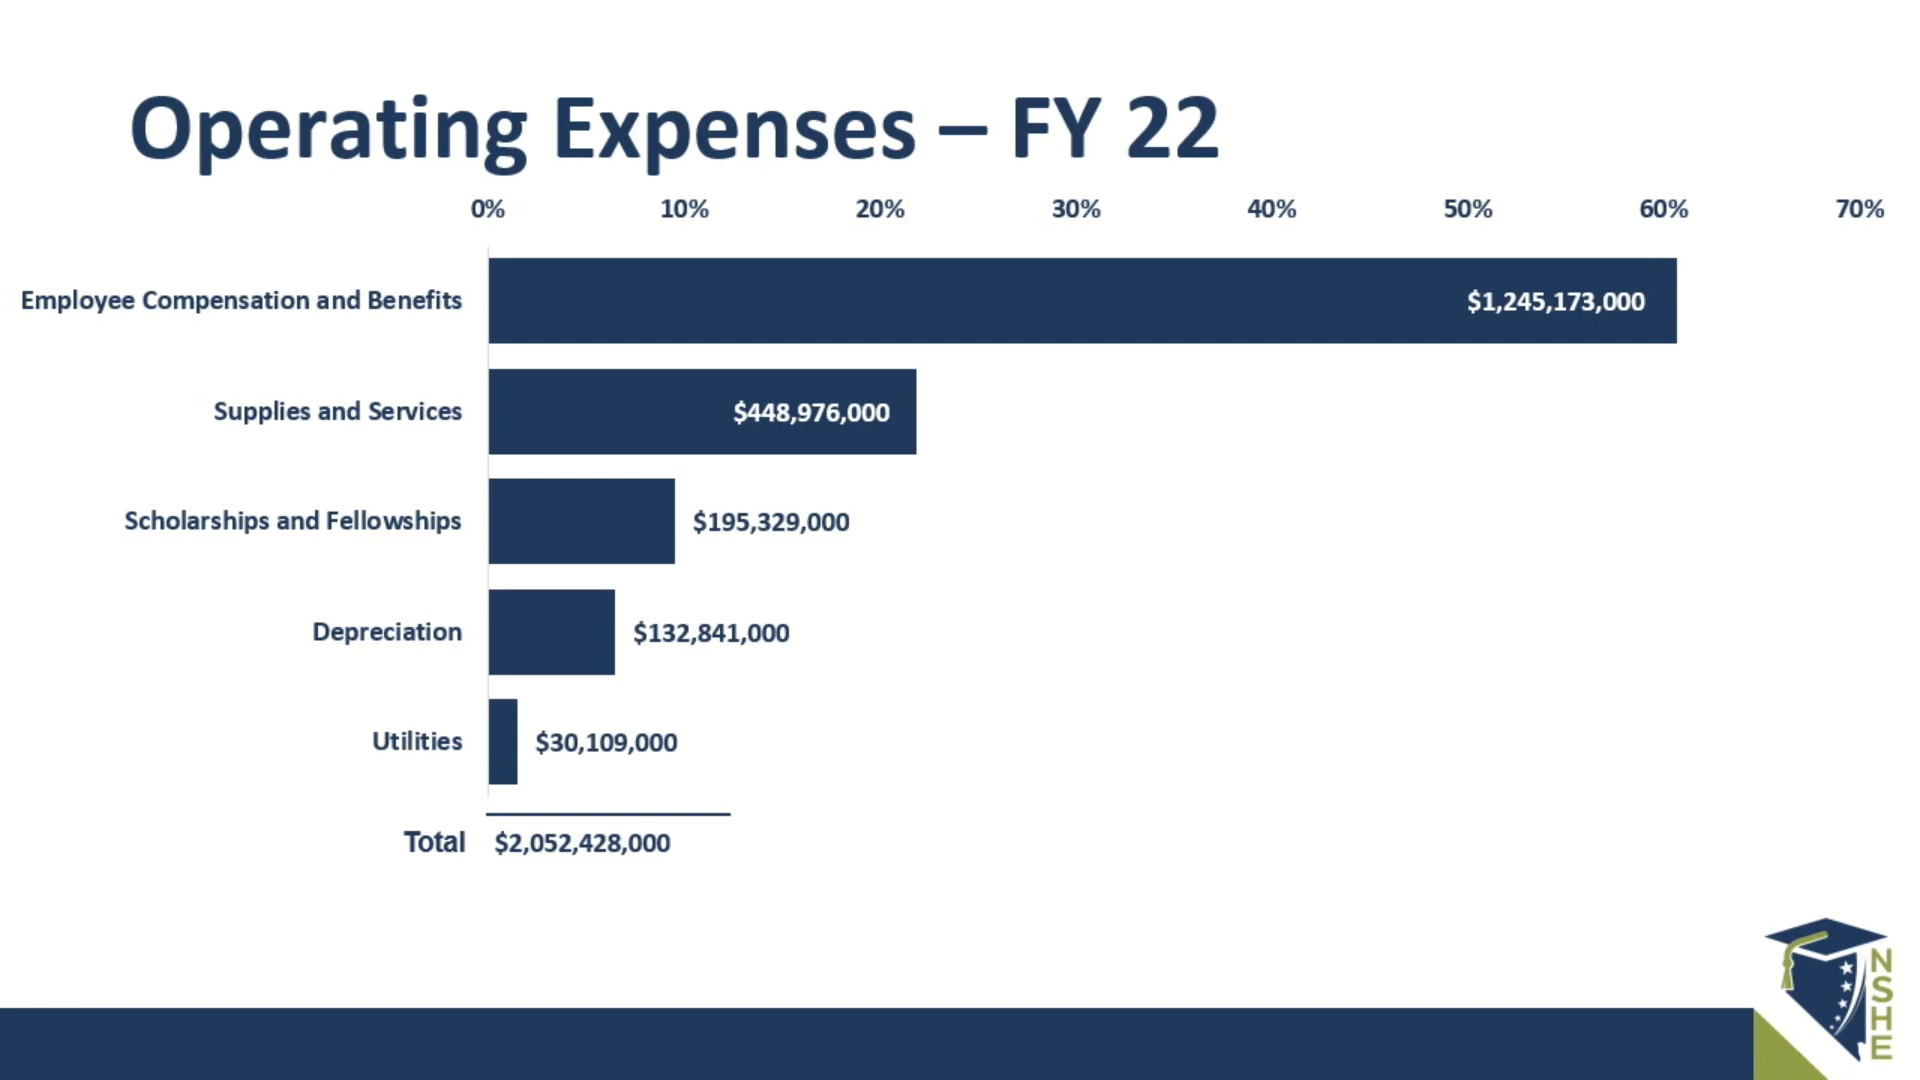 Operating Expenses – FY 22
0% 10% 20% 30% 40% 50% 60% 70%
Employee Compensation and Benefits $1,245,173,000
Supplies and Services $448,976,000
Scholarships and Fellowships $195,329,000
Depreciation $132,841,000
Utilities $30,109,000
Total $2,052,428,000
NSHE